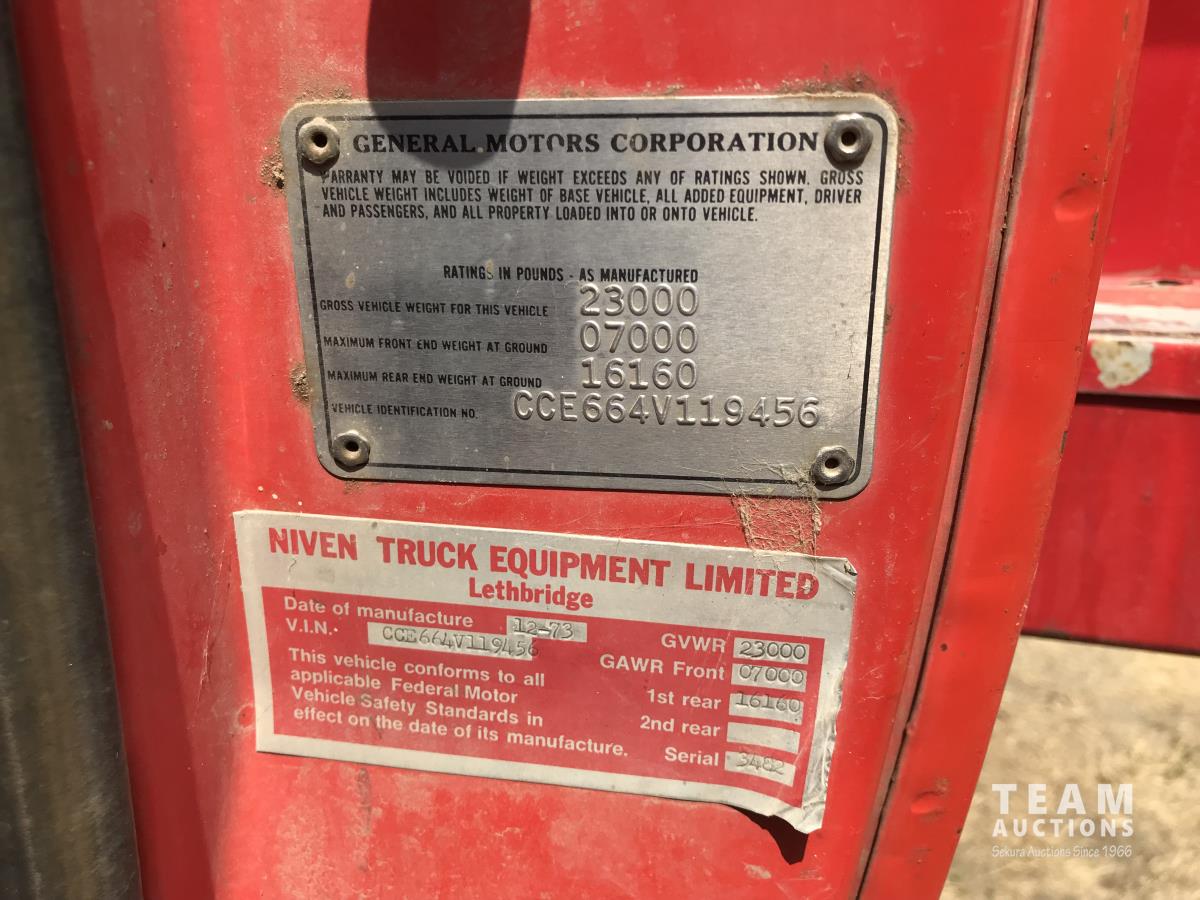 GENERAL MOTORS CORPORATION
WARRANTY MAY BE VOIDED IF WEIGHT EXCEEDS ANY OF RATINGS SHOWN. GROSS
VEHICLE WEIGHT INCLUDES WEIGHT OF BASE VEHICLE, ALL ADDED EQUIPMENT, DRIVER
AND PASSENGERS, AND ALL PROPERTY LOADED INTO OR ONTO VEHICLE.
RATINGS IN POUNDS - AS MANUFACTURED
GROSS VEHICLE WEIGHT FOR THIS VEHICLE 23000
MAXIMUM FRONT END WEIGHT AT GROUND 07000
MAXIMUM REAR END WEIGHT AT GROUND 16160
VEHICLE IDENTIFICATION NO. CCE664V119456
NIVEN TRUCK EQUIPMENT LIMITED
Lethbridge
Date of manufacture 12-73
V.I.N. CCE664V119456
This vehicle conforms to all
applicable Federal Motor
Vehicle Safety Standards in
effect on the date of its manufacture.
GVWR 23000
GAWR Front 07000
1st rear 16160
2nd rear
Serial 3482
TEAM
AUCTIONS
Sekura Auctions Since 1966